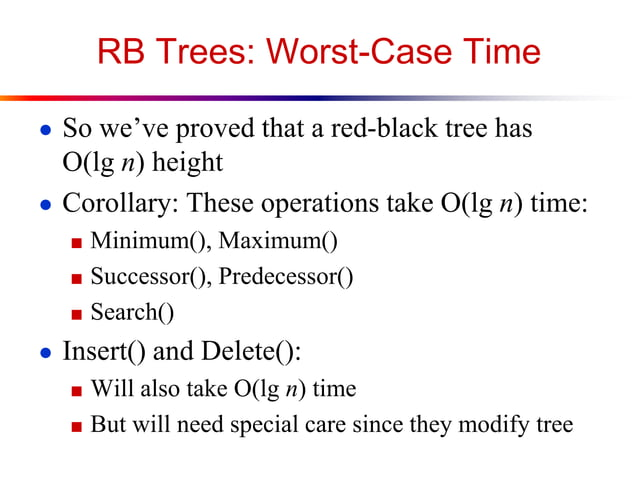 RB Trees: Worst-Case Time
● So we’ve proved that a red-black tree has
O(lg n) height
● Corollary: These operations take O(lg n) time:
■ Minimum(), Maximum()
■ Successor(), Predecessor()
■ Search()
● Insert() and Delete():
■ Will also take O(lg n) time
■ But will need special care since they modify tree